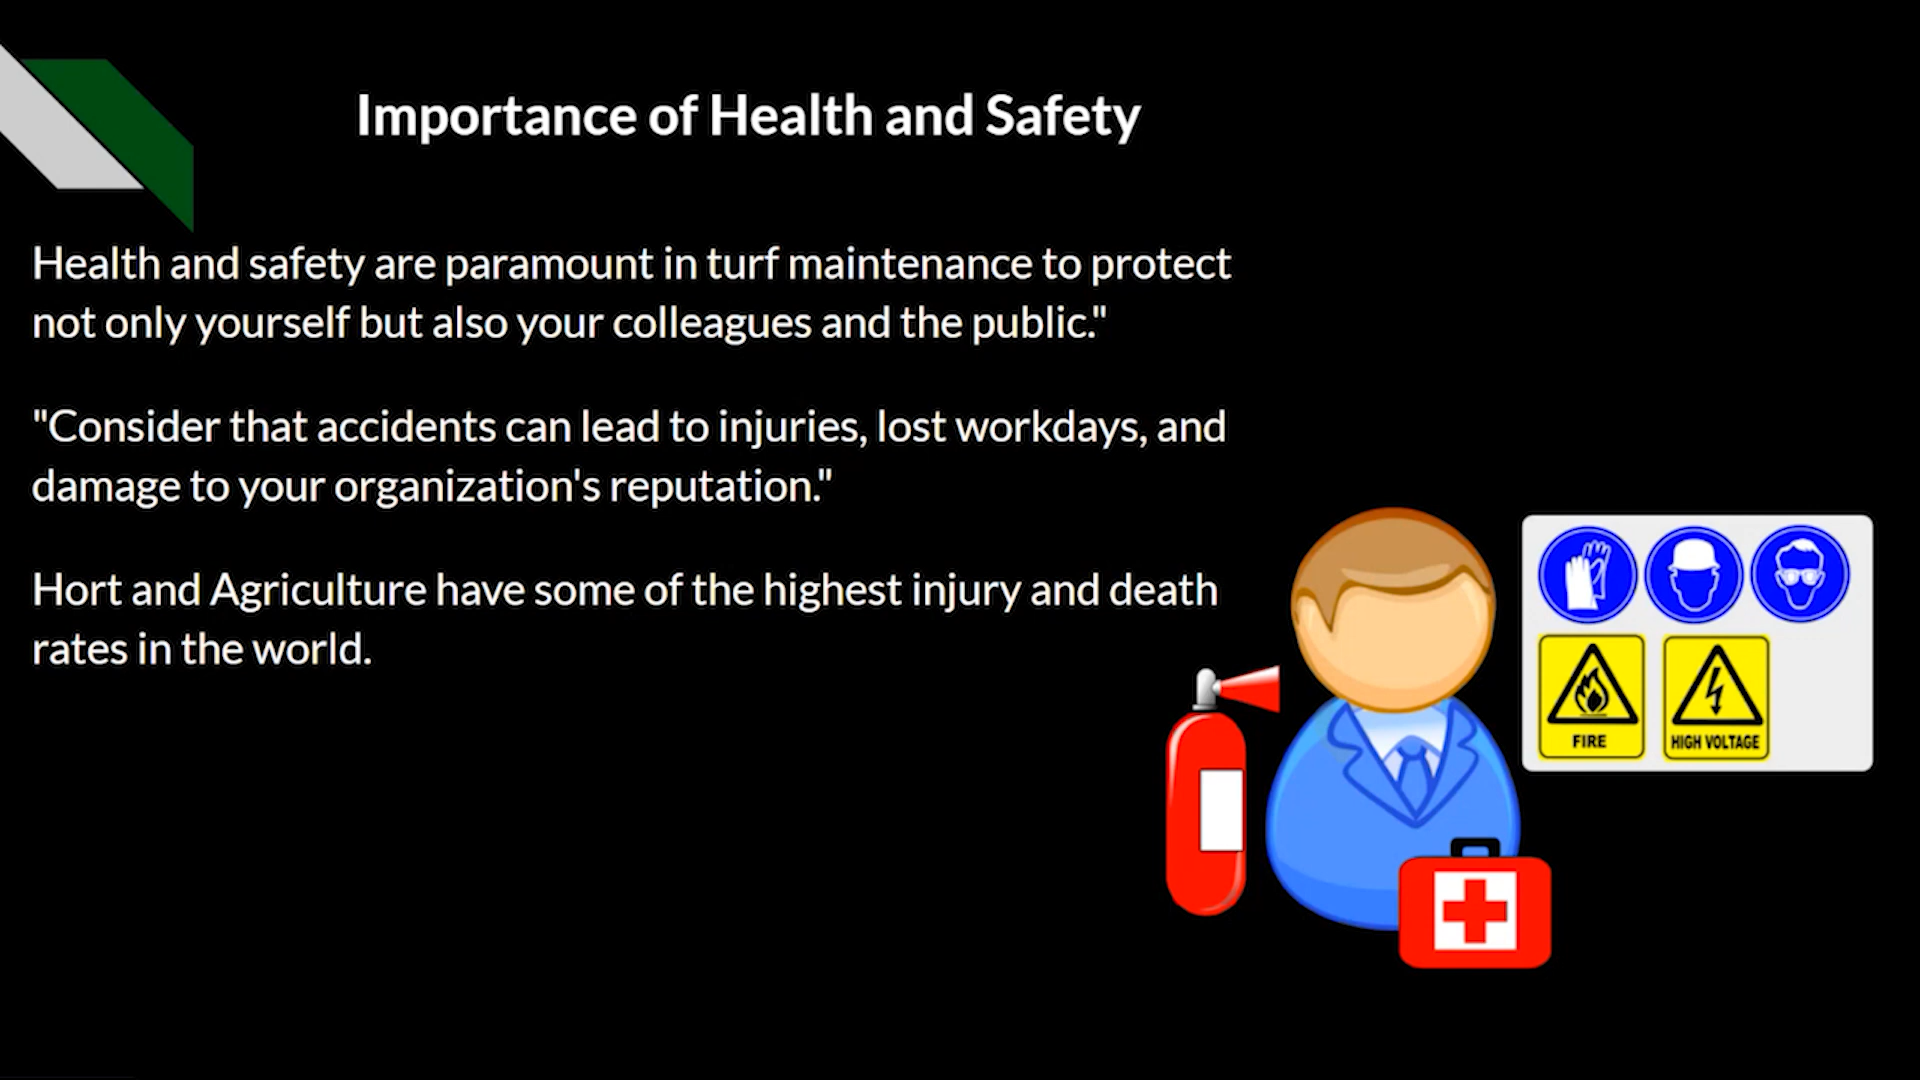 Importance of Health and Safety
Health and safety are paramount in turf maintenance to protect
not only yourself but also your colleagues and the public."
"Consider that accidents can lead to injuries, lost workdays, and
damage to your organization's reputation."
Hort and Agriculture have some of the highest injury and death
rates in the world.
FIRE
HIGH VOLTAGE